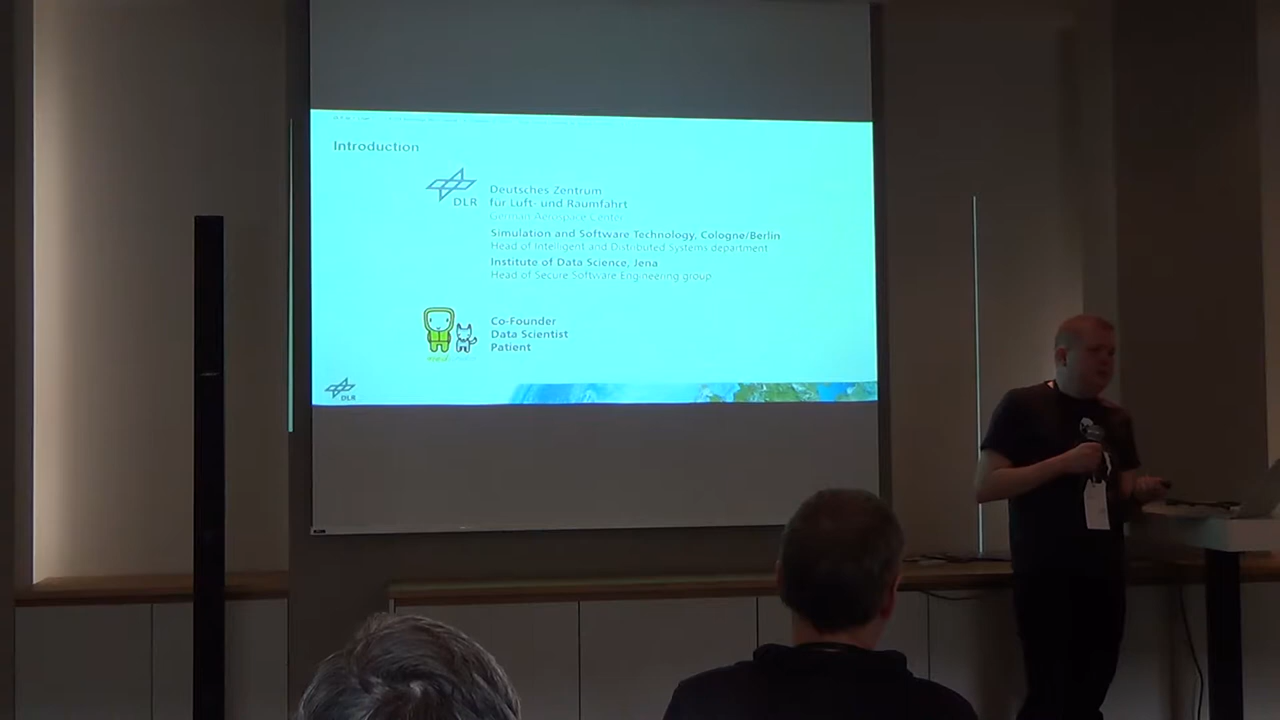 Introduction
DLR
Deutsches Zentrum
für Luft- und Raumfahrt
German Aerospace Center
Simulation and Software Technology, Cologne/Berlin
Head of Intelligent and Distributed Systems department
Institute of Data Science, Jena
Head of Secure Software Engineering group
Co-Founder
Data Scientist
Patient
DLR